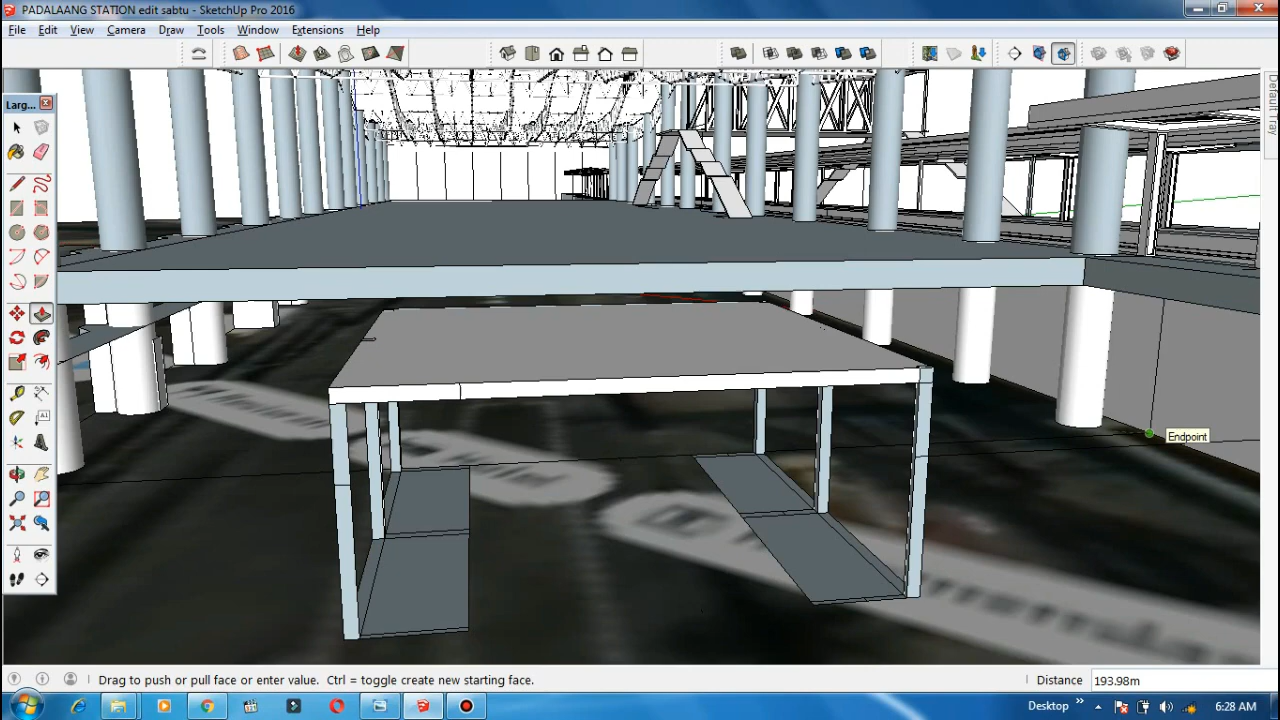 PADALAANG STATION edit sabtu - SketchUp Pro 2016
File Edit View Camera Draw Tools Window Extensions Help
Larg...
Default Tray
A1
Endpoint
Drag to push or pull face or enter value. Ctrl = toggle create new starting face.
Distance 193.98m
Desktop
6:28 AM